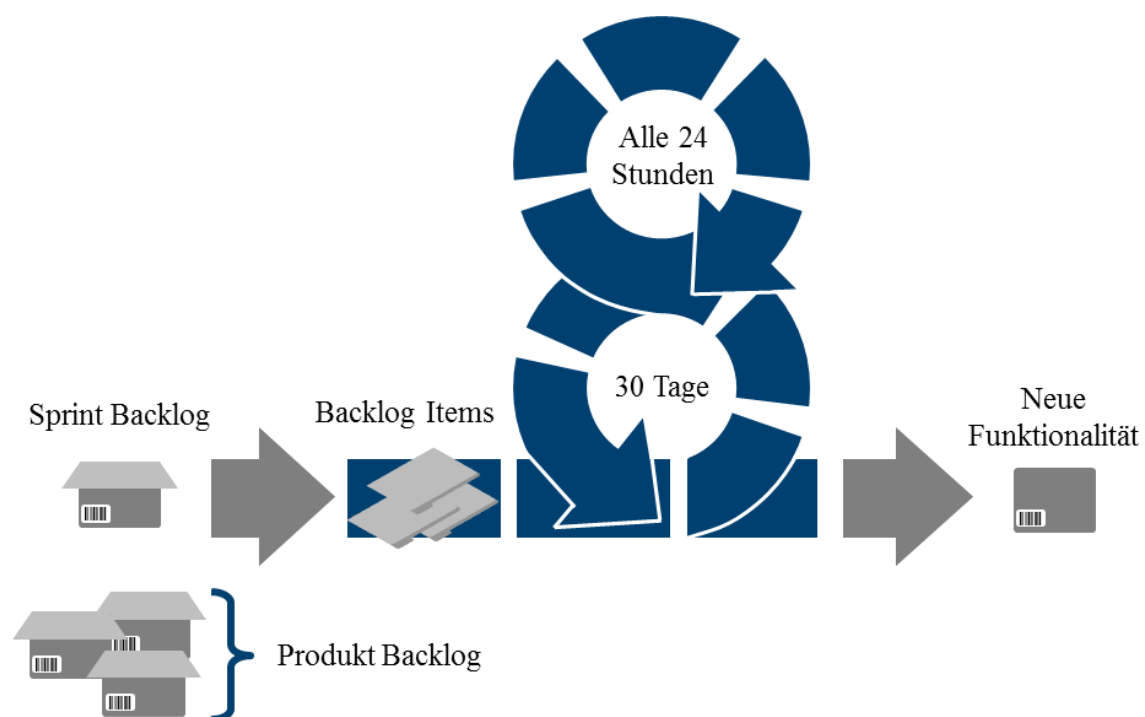 Alle 24
Stunden
30 Tage
Sprint Backlog
Backlog Items
Neue
Funktionalität
Produkt Backlog